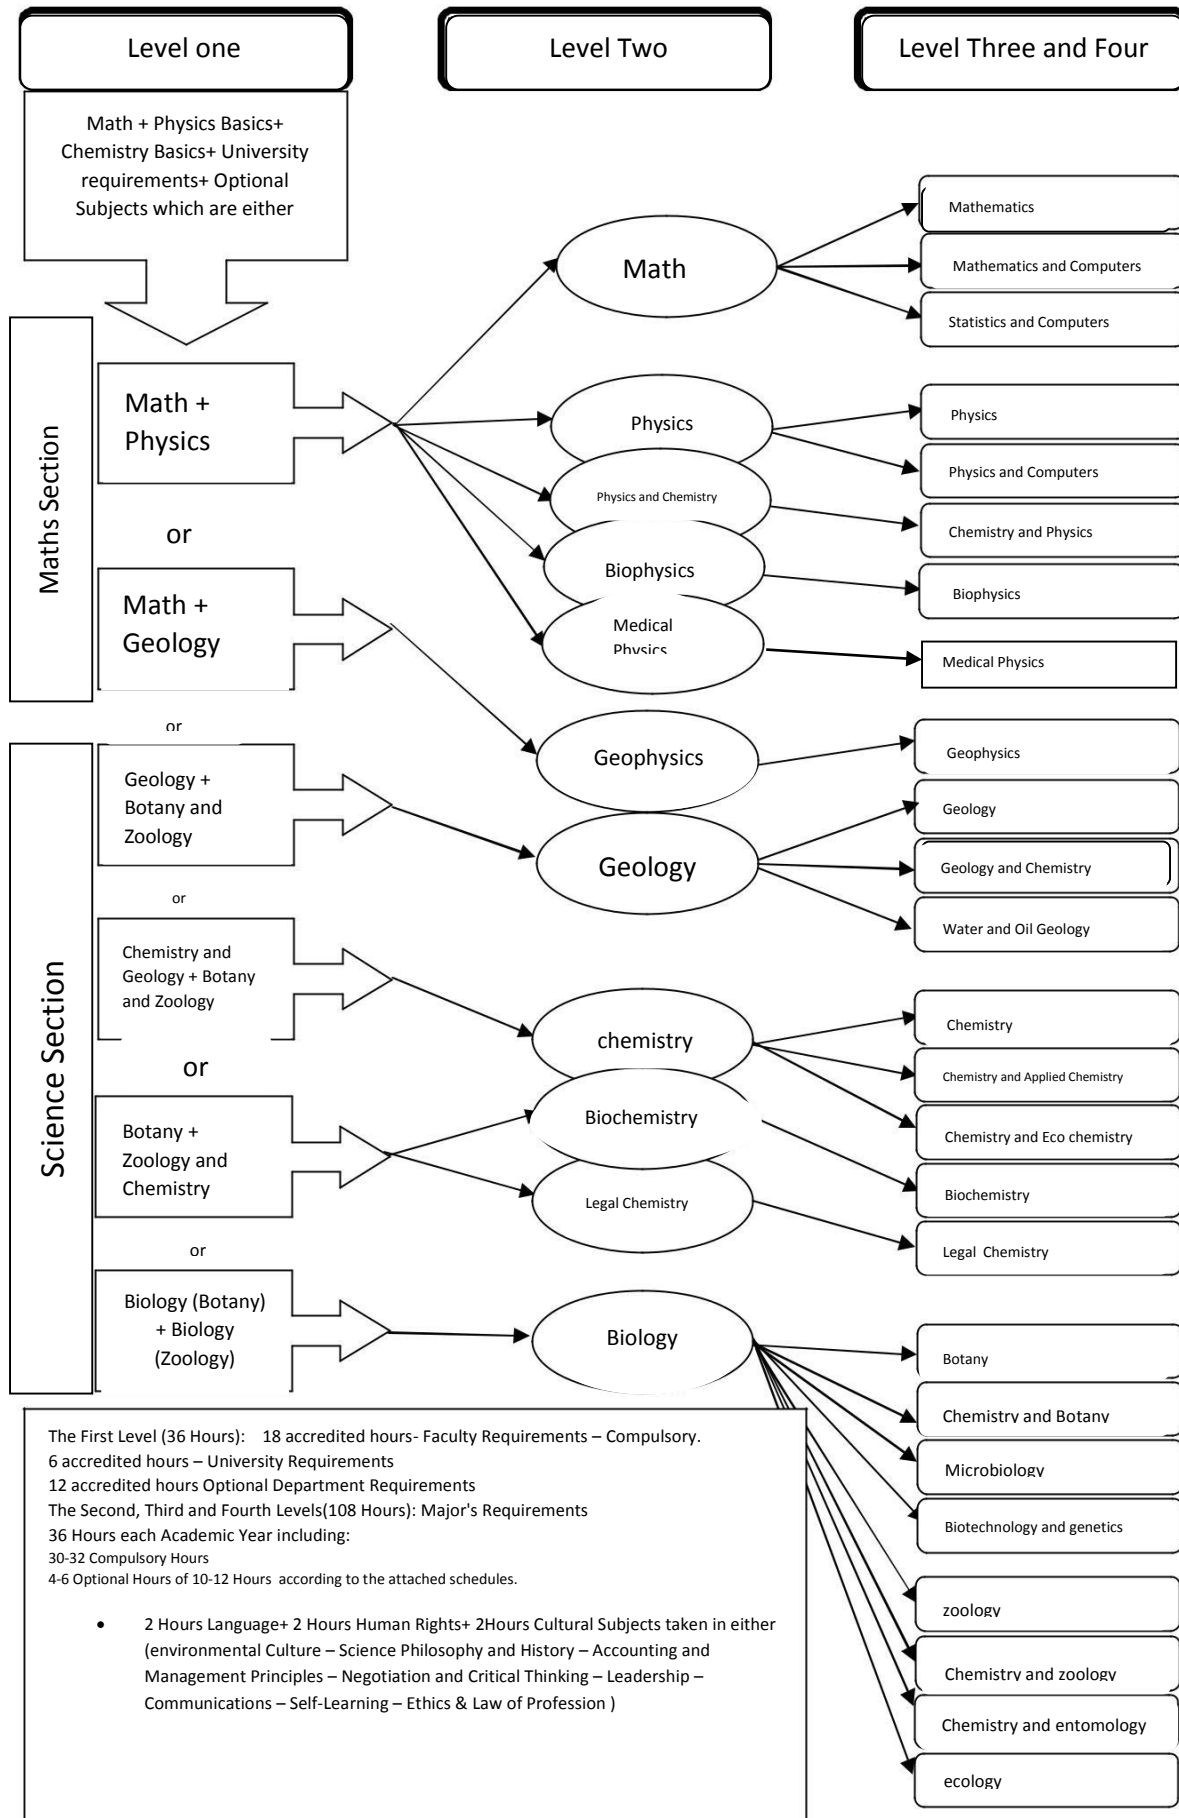 Level one
Level Two
Level Three and Four
Math + Physics Basics+
Chemistry Basics+ University
requirements+ Optional
Subjects which are either
Maths Section
Math +
Physics
or
Math +
Geology
or
Science Section
Geology +
Botany and
Zoology
or
Chemistry and
Geology + Botany
and Zoology
or
Botany +
Zoology and
Chemistry
or
Biology (Botany)
+ Biology
(Zoology)
Math
Physics
Physics and Chemistry
Biophysics
Medical
Physics
Geophysics
Geology
chemistry
Biochemistry
Legal Chemistry
Biology
Mathematics
Mathematics and Computers
Statistics and Computers
Physics
Physics and Computers
Chemistry and Physics
Biophysics
Medical Physics
Geophysics
Geology
Geology and Chemistry
Water and Oil Geology
Chemistry
Chemistry and Applied Chemistry
Chemistry and Eco chemistry
Biochemistry
Legal Chemistry
Botany
Chemistry and Botany
Microbiology
Biotechnology and genetics
zoology
Chemistry and zoology
Chemistry and entomology
ecology
The First Level (36 Hours): 18 accredited hours- Faculty Requirements – Compulsory.
6 accredited hours – University Requirements
12 accredited hours Optional Department Requirements
The Second, Third and Fourth Levels(108 Hours): Major's Requirements
36 Hours each Academic Year including:
30-32 Compulsory Hours
4-6 Optional Hours of 10-12 Hours according to the attached schedules.
• 2 Hours Language+ 2 Hours Human Rights+ 2Hours Cultural Subjects taken in either
(environmental Culture – Science Philosophy and History – Accounting and
Management Principles – Negotiation and Critical Thinking – Leadership –
Communications – Self-Learning – Ethics & Law of Profession )